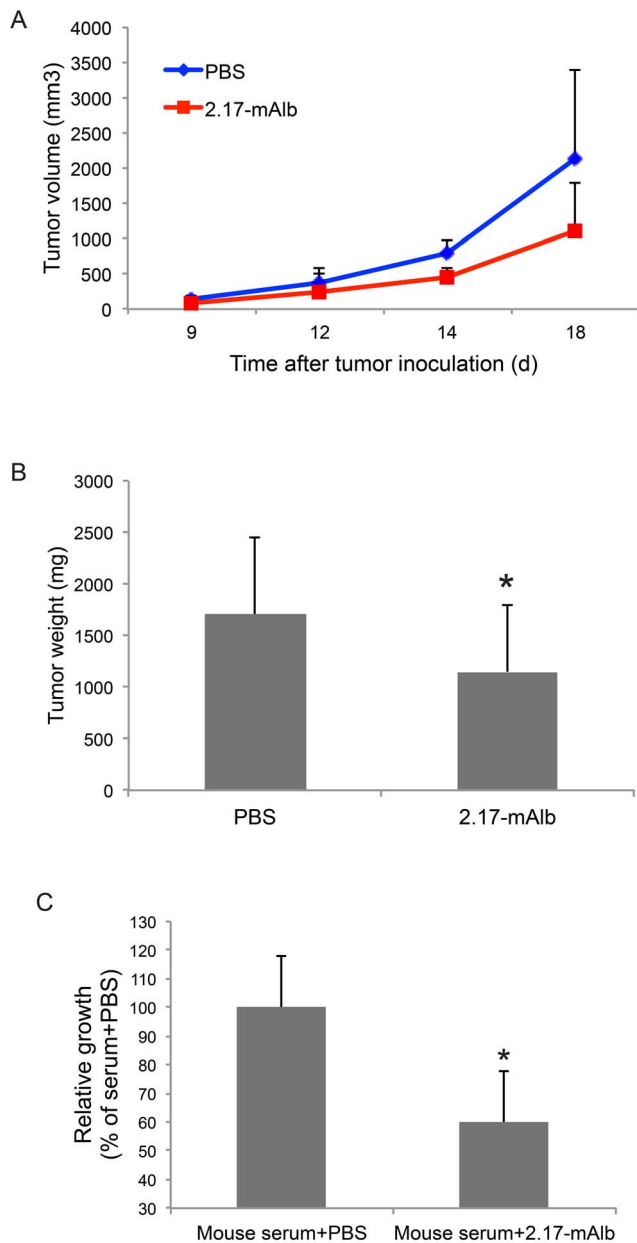 A
Tumor volume (mm3)
4000
3500
3000
2500
2000
1500
1000
500
0
PBS
2.17-mAlb
9
12
14
18
Time after tumor inoculation (d)
B
Tumor weight (mg)
3000
2500
2000
1500
1000
500
0
*
PBS
2.17-mAlb
C
Relative growth
(% of serum+PBS)
130
120
110
100
90
80
70
60
50
40
30
*
Mouse serum+PBS
Mouse serum+2.17-mAlb